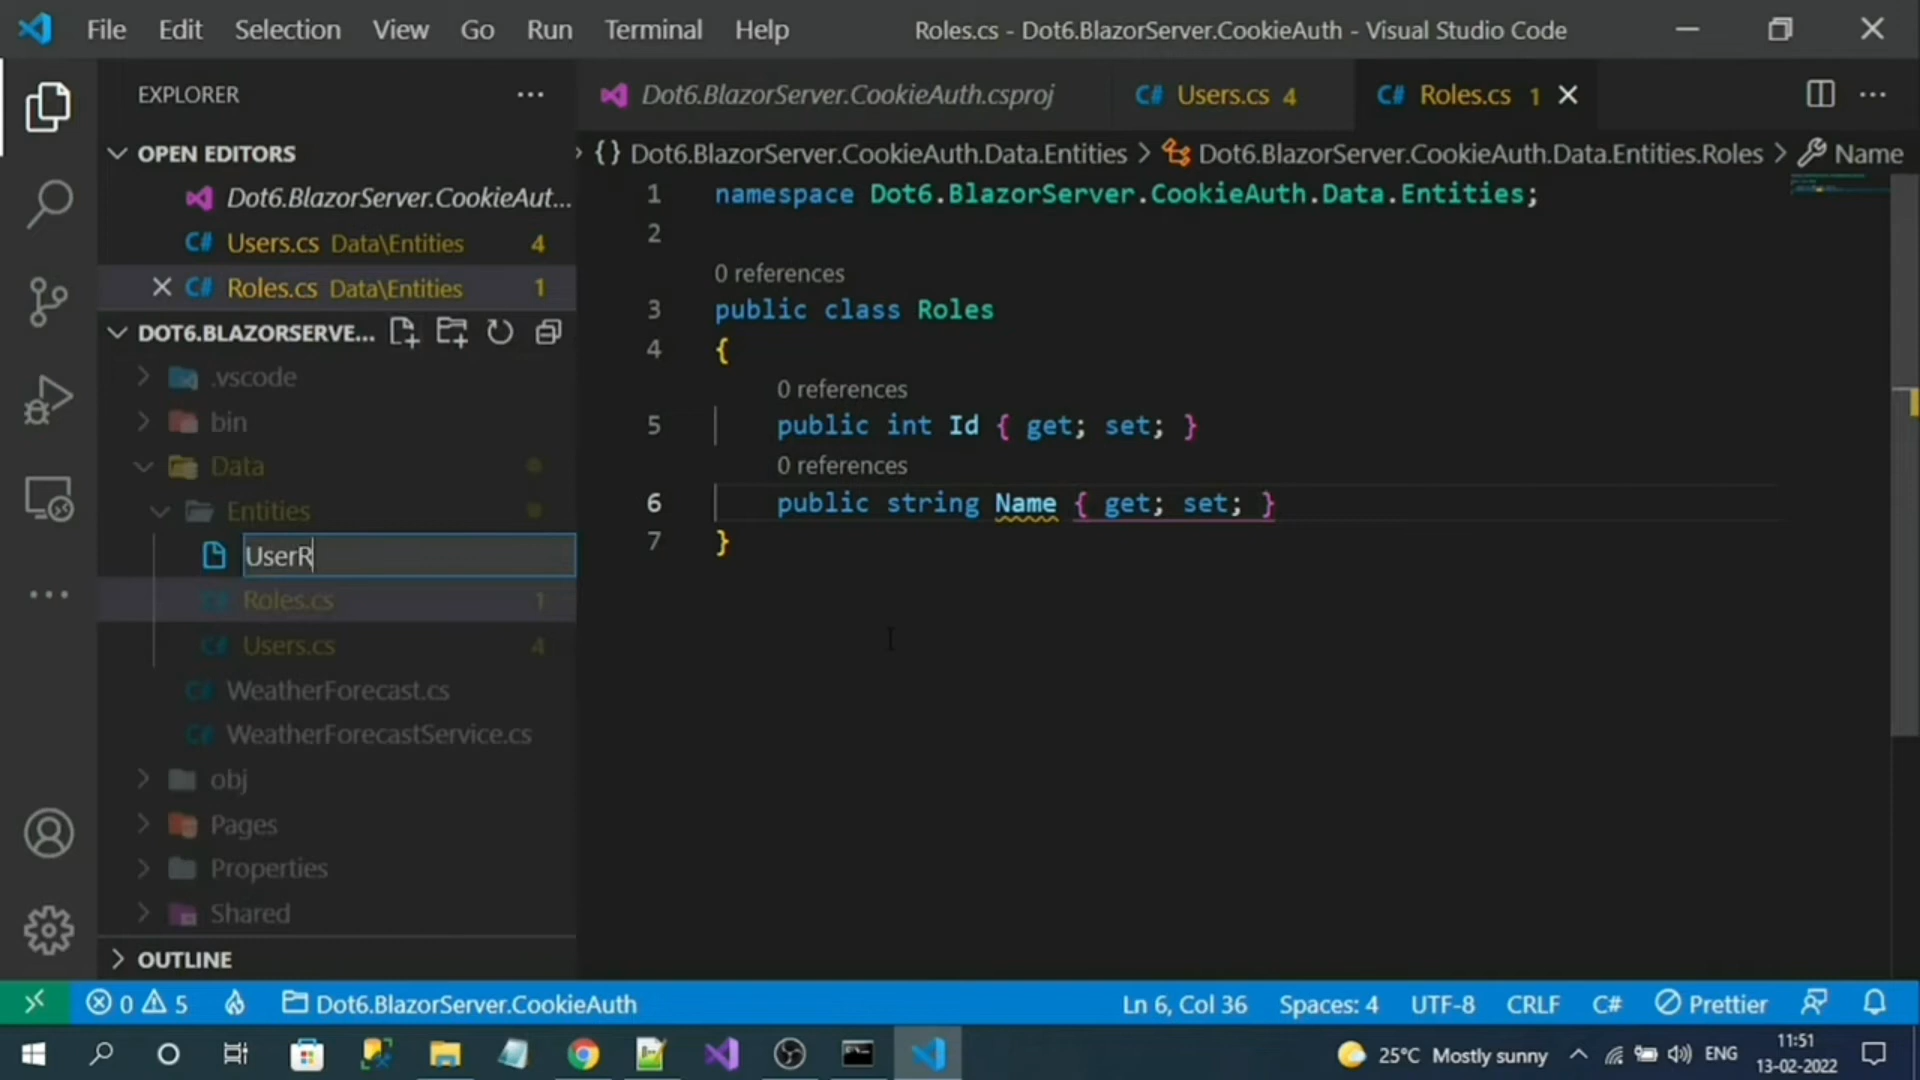 File Edit Selection View Go Run Terminal Help
Roles.cs - Dot6.BlazorServer.CookieAuth - Visual Studio Code
EXPLORER
OPEN EDITORS
Dot6.BlazorServer.CookieAut...
Users.cs Data\Entities 4
Roles.cs Data\Entities 1
DOT6.BLAZORSERVE...
.vscode
bin
Data
Entities
UserR
Roles.cs 1
Users.cs 4
WeatherForecast.cs
WeatherForecastService.cs
obj
Pages
Properties
Shared
OUTLINE
Dot6.BlazorServer.CookieAuth.csproj
C# Users.cs 4
C# Roles.cs 1
{} Dot6.BlazorServer.CookieAuth.Data.Entities > Dot6.BlazorServer.CookieAuth.Data.Entities.Roles > Name
1 namespace Dot6.BlazorServer.CookieAuth.Data.Entities;
2
0 references
3 public class Roles
4 {
0 references
5 public int Id { get; set; }
0 references
6 public string Name { get; set; }
7 }
0 5 Dot6.BlazorServer.CookieAuth
Ln 6, Col 36 Spaces: 4 UTF-8 CRLF C# Prettier
25°C Mostly sunny ENG
11:51
13-02-2022